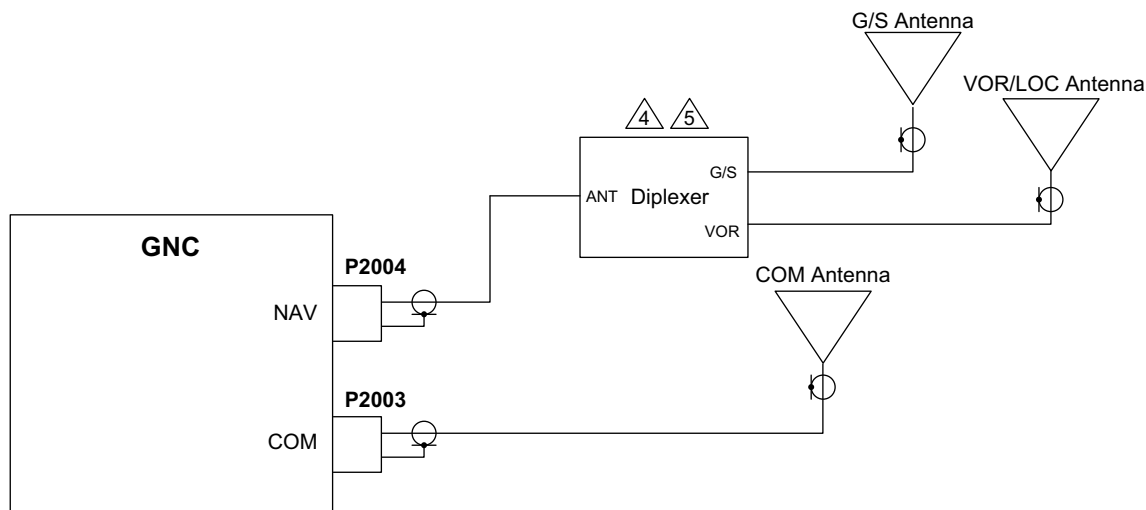 G/S Antenna
VOR/LOC Antenna
4 5
G/S
ANT Diplexer
VOR
GNC
P2004
NAV
COM Antenna
P2003
COM